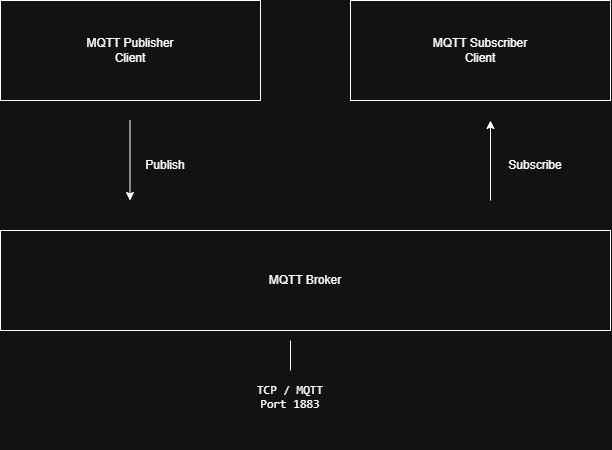 MQTT Publisher
Client
MQTT Subscriber
Client
Publish
Subscribe
MQTT Broker
TCP / MQTT
Port 1883